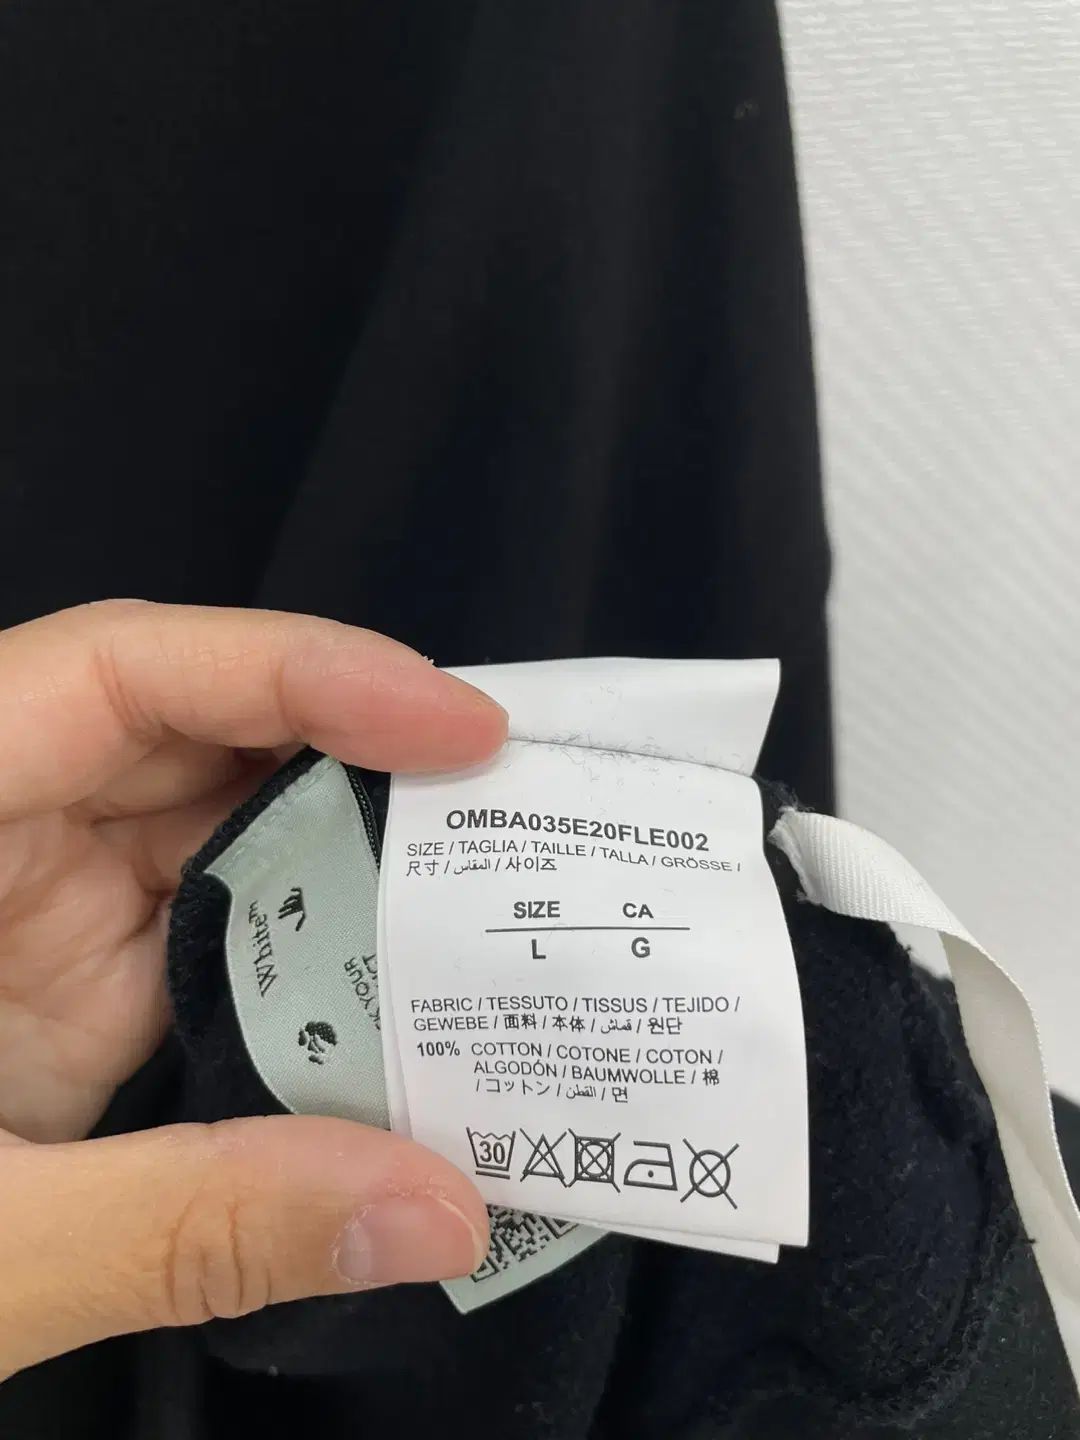 OMBA035E20FLE002
SIZE / TAGLIA / TAILLE / TALLA / GRÖSSE /
尺寸 / المقاس / 사이즈
SIZE CA
L G
FABRIC / TESSUTO / TISSUS / TEJIDO /
GEWEBE / 面料 / 本体 / قماش / 원단
100% COTTON / COTONE / COTON /
ALGODÓN / BAUMWOLLE / 棉
/ コットン / القطن / 면
30
White™
YOUR